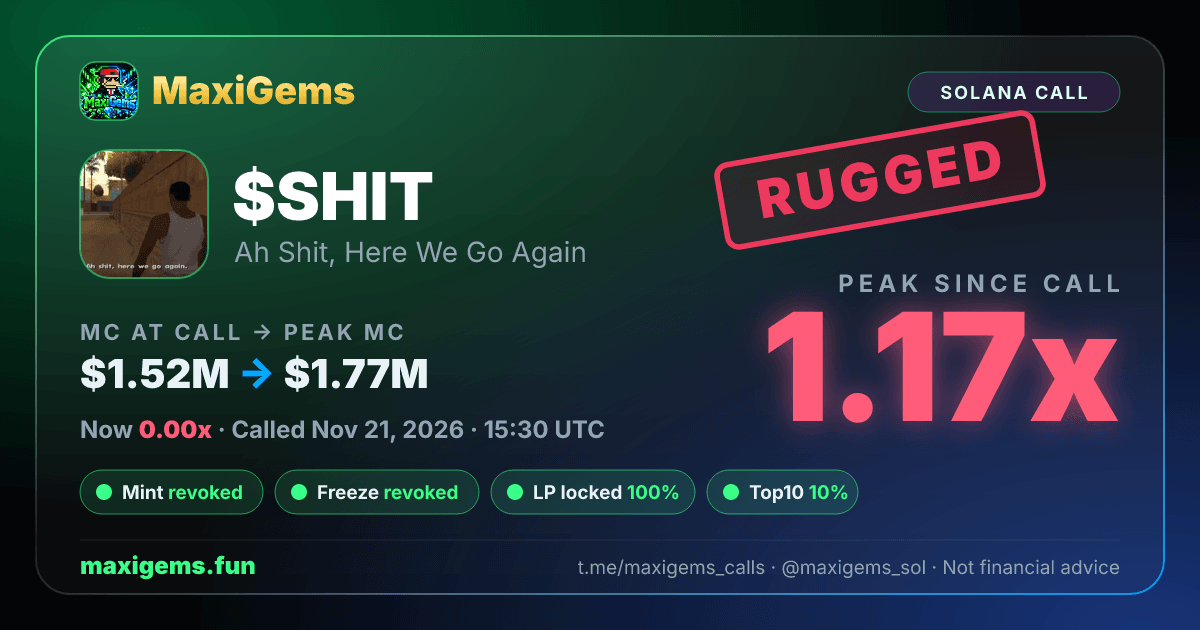 MaxiGems
MaxiGems
SOLANA CALL
RUGGED
$SHIT
Ah Shit, Here We Go Again
Ah shit, here we go again.
PEAK SINCE CALL
1.17x
MC AT CALL → PEAK MC
$1.52M → $1.77M
Now 0.00x · Called Nov 21, 2026 · 15:30 UTC
Mint revoked
Freeze revoked
LP locked 100%
Top10 10%
maxigems.fun
t.me/maxigems_calls · @maxigems_sol · Not financial advice